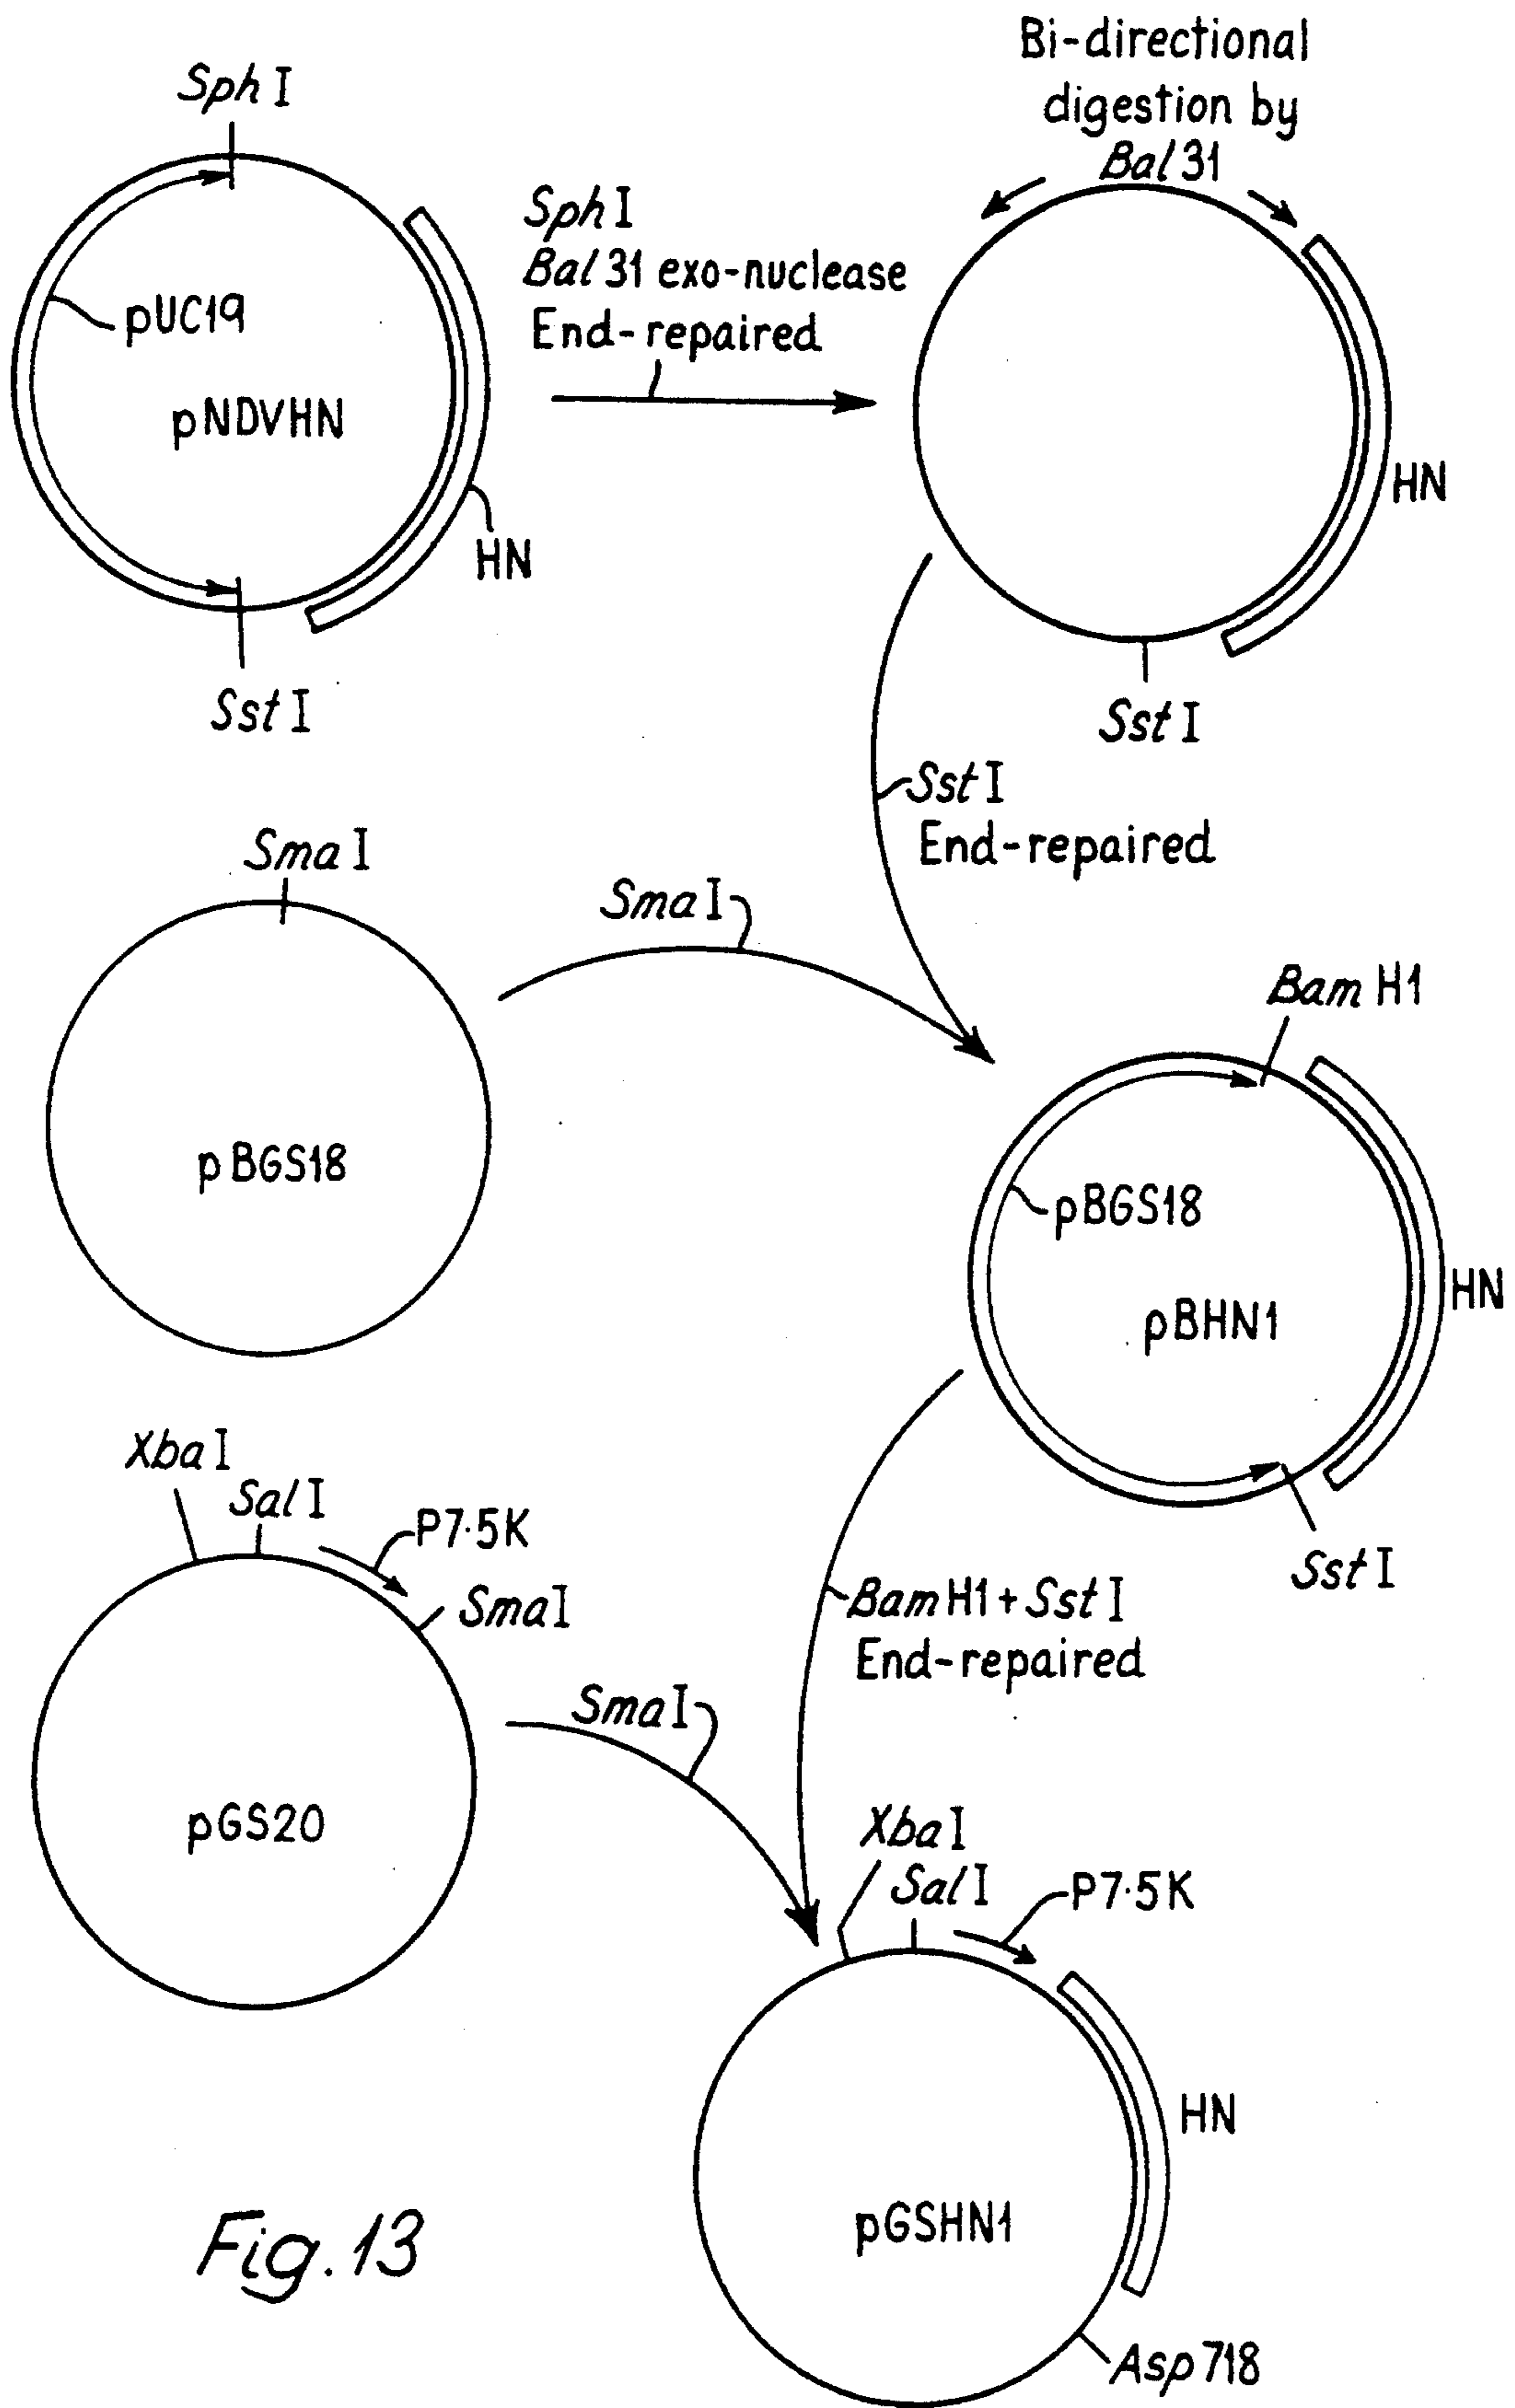 Sph I
pUC19
pNDVHN
HN
Sst I
Sph I
Bal 31 exo-nuclease
End-repaired
Bi-directional
digestion by
Bal 31
HN
Sst I
Sst I
End-repaired
Sma I
pBGS18
Sma I
Bam H1
pBGS18
pBHN1
HN
Sst I
Xba I
Sal I
P7·5K
Sma I
pGS20
Sma I
Bam H1 + Sst I
End-repaired
Xba I
Sal I
P7·5K
HN
pGSHN1
Asp 718
Fig. 13